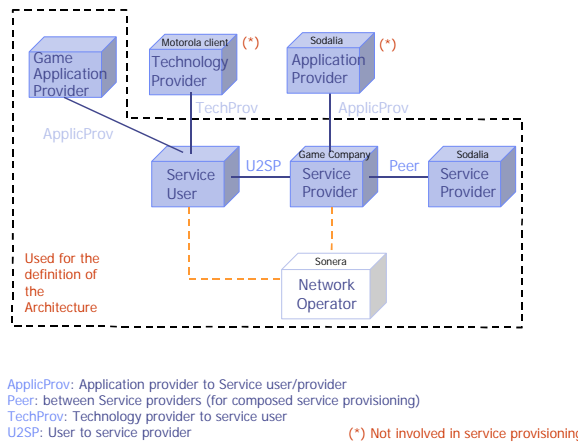 Motorola client
(*)
Sodalia
(*)
Game
Application
Provider
Technology
Provider
Application
Provider
TechProv
ApplicProv
ApplicProv
Game Company
Sodalia
Service
User
U2SP
Service
Provider
Peer
Service
Provider
Used for the
definition of
the
Architecture
Sonera
Network
Operator
ApplicProv: Application provider to Service user/provider
Peer: between Service providers (for composed service provisioning)
TechProv: Technology provider to service user
U2SP: User to service provider
(*) Not involved in service provisioning